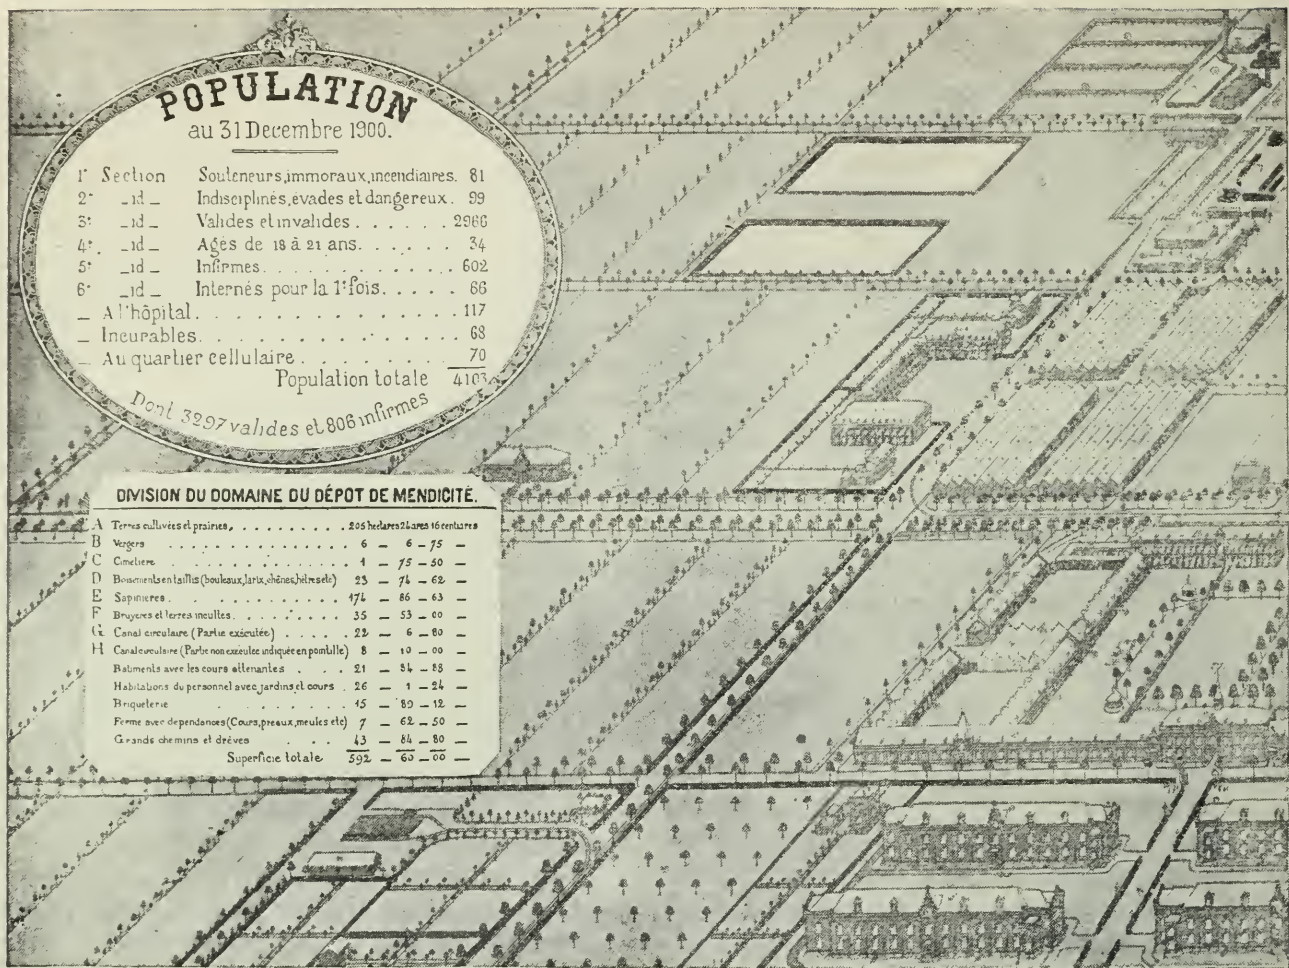 POPULATION
au 31 Decembre 1900.
1e Section Souteneurs, immoraux, incendiaires. 81
2e _id_ Indisciplinés, évades et dangereux. 99
3e _id_ Valides et invalides . . . . . . . 2966
4e _id_ Agés de 18 à 21 ans. . . . . . 34
5e _id_ Infirmes. . . . . . . . . . . . . 602
6e _id_ Internés pour la 1e fois. . . . . 66
_ A l'hôpital. . . . . . . . . . . . . . . 117
_ Incurables. . . . . . . . . . . . . . . 68
_ Au quartier cellulaire . . . . . . . . . 70
Population totale 4103
Dont 3297 valides et 806 infirmes
DIVISION DU DOMAINE DU DÉPOT DE MENDICITÉ.
A Terres cultivées et prairies, . . . . . . . . . 205 hectares 26 ares 16 centiares
B Vergers . . . . . . . . . . . . . . 6 _ 6 _ 75 _
C Cimetière . . . . . . . . . . . . . 1 _ 75 _ 50 _
D Boisements en taillis (bouleaux, larix, chênes, hêtres etc) 23 _ 74 _ 62 _
E Sapinières . . . . . . . . . . . . 174 _ 86 _ 63 _
F Bruyeres et terres incultes. . . . . . . . . 35 _ 53 _ 00 _
G Canal circulaire (Partie exécutée) . . . . . 22 _ 6 _ 80 _
H Canal circulaire (Partie non exécutée indiquée en pointillé) 8 _ 10 _ 00 _
Batiments avec les cours attenantes . . . 21 _ 84 _ 88 _
Habitations du personnel avec jardins et cours . 26 _ 1 _ 24 _
Briqueterie . . . . . . . . . . . . 15 _ 89 _ 12 _
Ferme avec dependances (Cours, preaux, meules etc) 7 _ 62 _ 50 _
Grands chemins et drèves . . . 43 _ 84 _ 80 _
Superficie totale 592 _ 60 _ 00 _